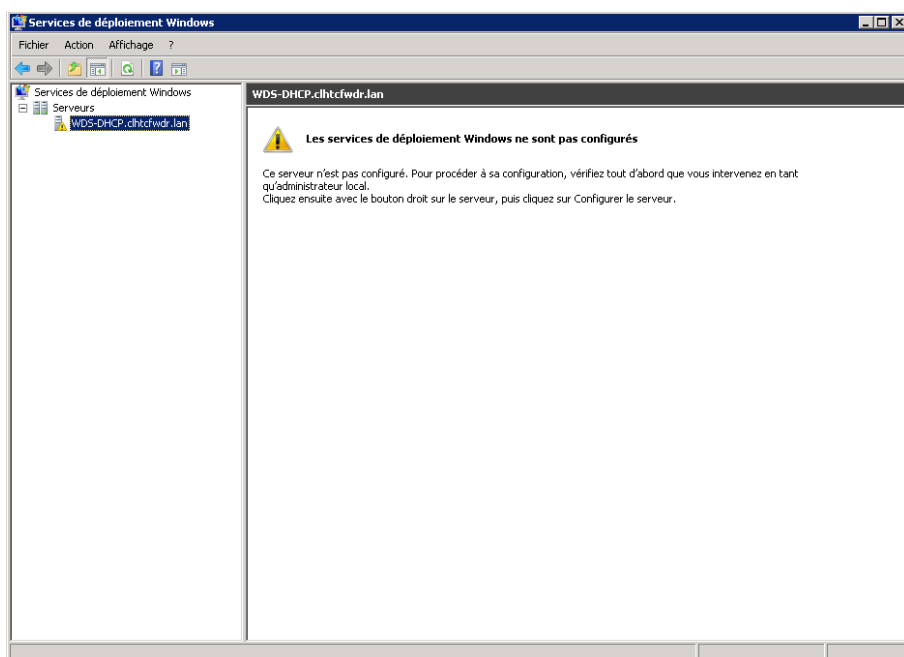 Services de déploiement Windows
Fichier Action Affichage ?
Services de déploiement Windows
Serveurs
WDS-DHCP.clhtcfwdr.lan
WDS-DHCP.clhtcfwdr.lan
Les services de déploiement Windows ne sont pas configurés
Ce serveur n'est pas configuré. Pour procéder à sa configuration, vérifiez tout d'abord que vous intervenez en tant
qu'administrateur local.
Cliquez ensuite avec le bouton droit sur le serveur, puis cliquez sur Configurer le serveur.